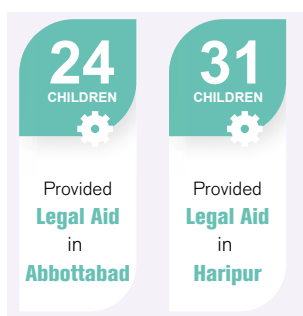 24
CHILDREN
Provided
Legal Aid
in
Abbottabad
31
CHILDREN
Provided
Legal Aid
in
Haripur